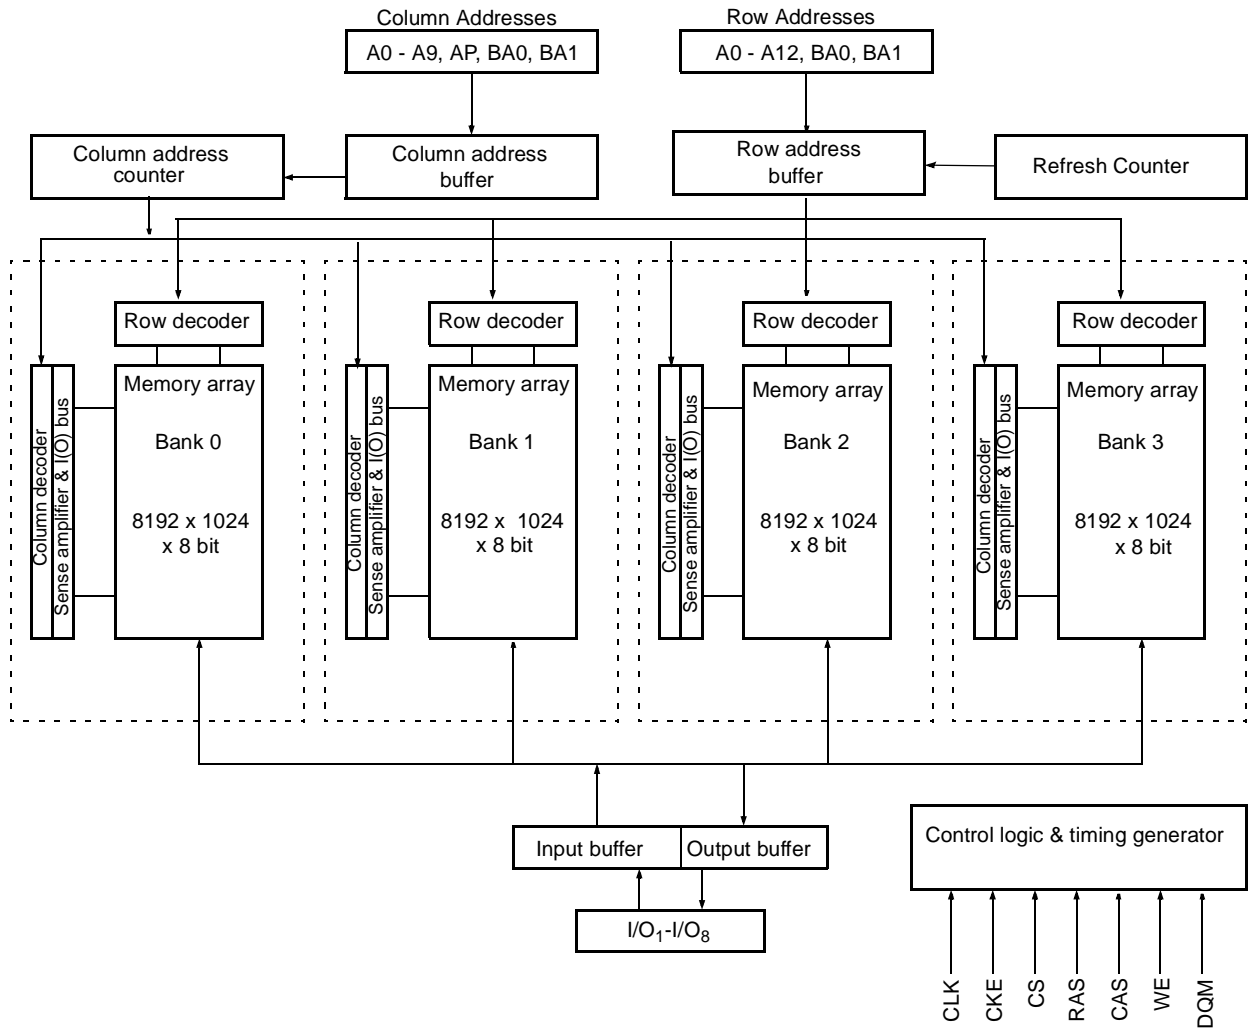 Column Addresses
Row Addresses
A0 - A9, AP, BA0, BA1
A0 - A12, BA0, BA1
Column address
counter
Column address
buffer
Row address
buffer
Refresh Counter
Row decoder
Row decoder
Row decoder
Row decoder
Column decoder
Sense amplifier & I(O) bus
Memory array
Bank 0
8192 x 1024
x 8 bit
Column decoder
Sense amplifier & I(O) bus
Memory array
Bank 1
8192 x 1024
x 8 bit
Column decoder
Sense amplifier & I(O) bus
Memory array
Bank 2
8192 x 1024
x 8 bit
Column decoder
Sense amplifier & I(O) bus
Memory array
Bank 3
8192 x 1024
x 8 bit
Input buffer
Output buffer
I/O1-I/O8
Control logic & timing generator
CLK
CKE
CS
RAS
CAS
WE
DQM